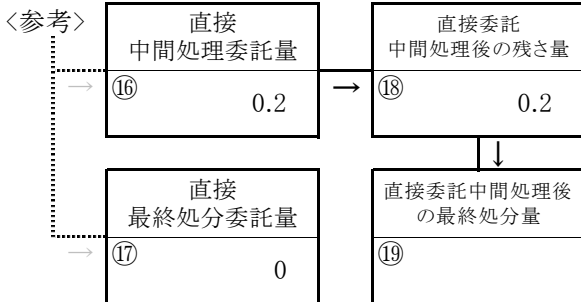 〈参考〉
直接
中間処理委託量
⑯
0.2
→
→
直接委託
中間処理後の残さ量
⑱
0.2
↓
直接
最終処分委託量
⑰
0
→
直接委託中間処理後
の最終処分量
⑲